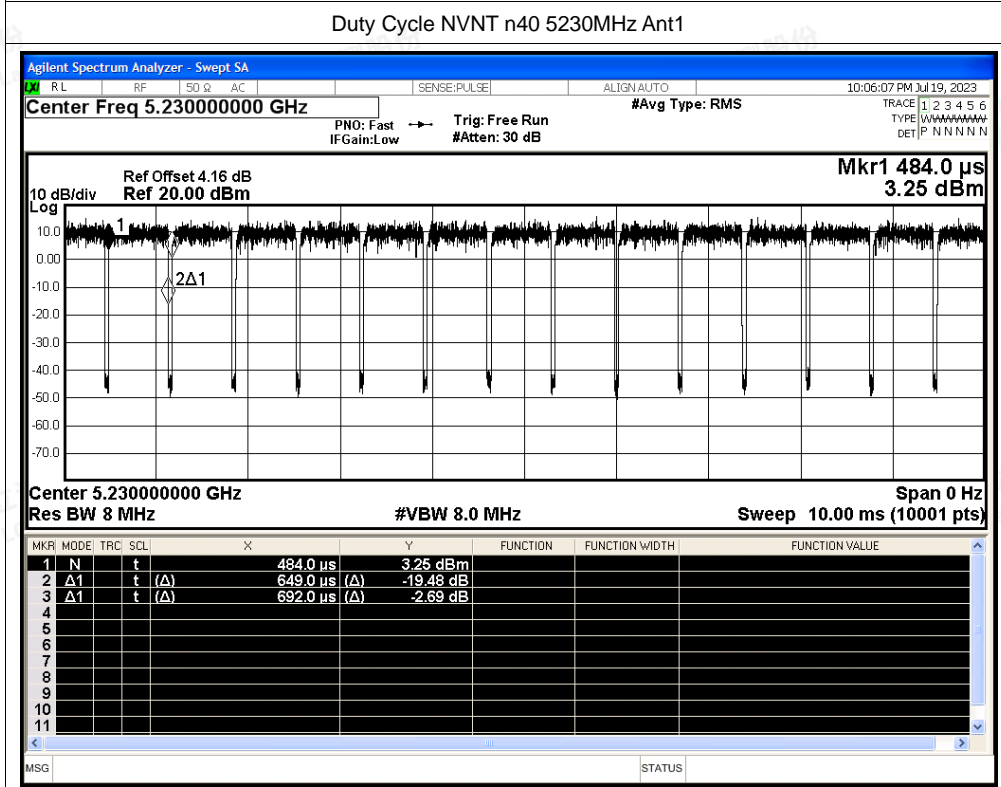 Duty Cycle NVNT n40 5230MHz Ant1
Agilent Spectrum Analyzer - Swept SA
LXI RL RF 50 Ω AC SENSE:PULSE ALIGN AUTO 10:06:07 PM Jul 19, 2023
Center Freq 5.230000000 GHz #Avg Type: RMS TRACE 1 2 3 4 5 6
PNO: Fast Trig: Free Run TYPE W
IFGain:Low #Atten: 30 dB DET P N N N N N
Mkr1 484.0 µs
Ref Offset 4.16 dB
10 dB/div Ref 20.00 dBm 3.25 dBm
Log
10.0
1
0.00
2Δ1
-10.0
-20.0
-30.0
-40.0
-50.0
-60.0
-70.0
Center 5.230000000 GHz Span 0 Hz
Res BW 8 MHz #VBW 8.0 MHz Sweep 10.00 ms (10001 pts)
MKR MODE TRC SCL X Y FUNCTION FUNCTION WIDTH FUNCTION VALUE
1 N t 484.0 µs 3.25 dBm
2 Δ1 t (Δ) 649.0 µs (Δ) -19.48 dB
3 Δ1 t (Δ) 692.0 µs (Δ) -2.69 dB
4
5
6
7
8
9
10
11
MSG STATUS